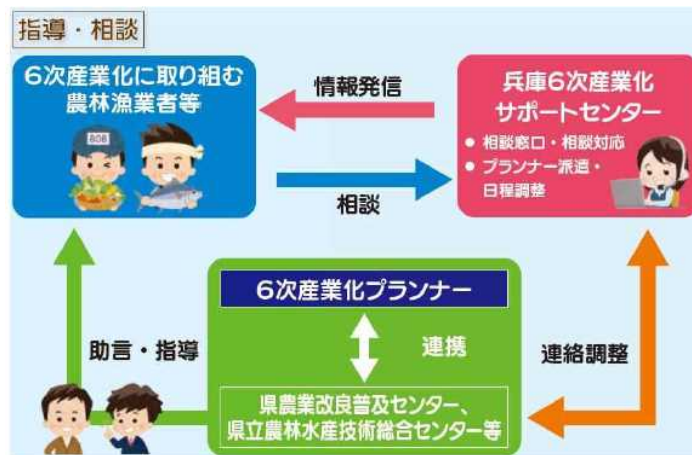 指導・相談
6次産業化に取り組む
農林漁業者等
情報発信
兵庫6次産業化
サポートセンター
● 相談窓口・相談対応
● プランナー派遣・
日程調整
相談
6次産業化プランナー
連携
助言・指導
連絡調整
県農業改良普及センター、
県立農林水産技術総合センター等